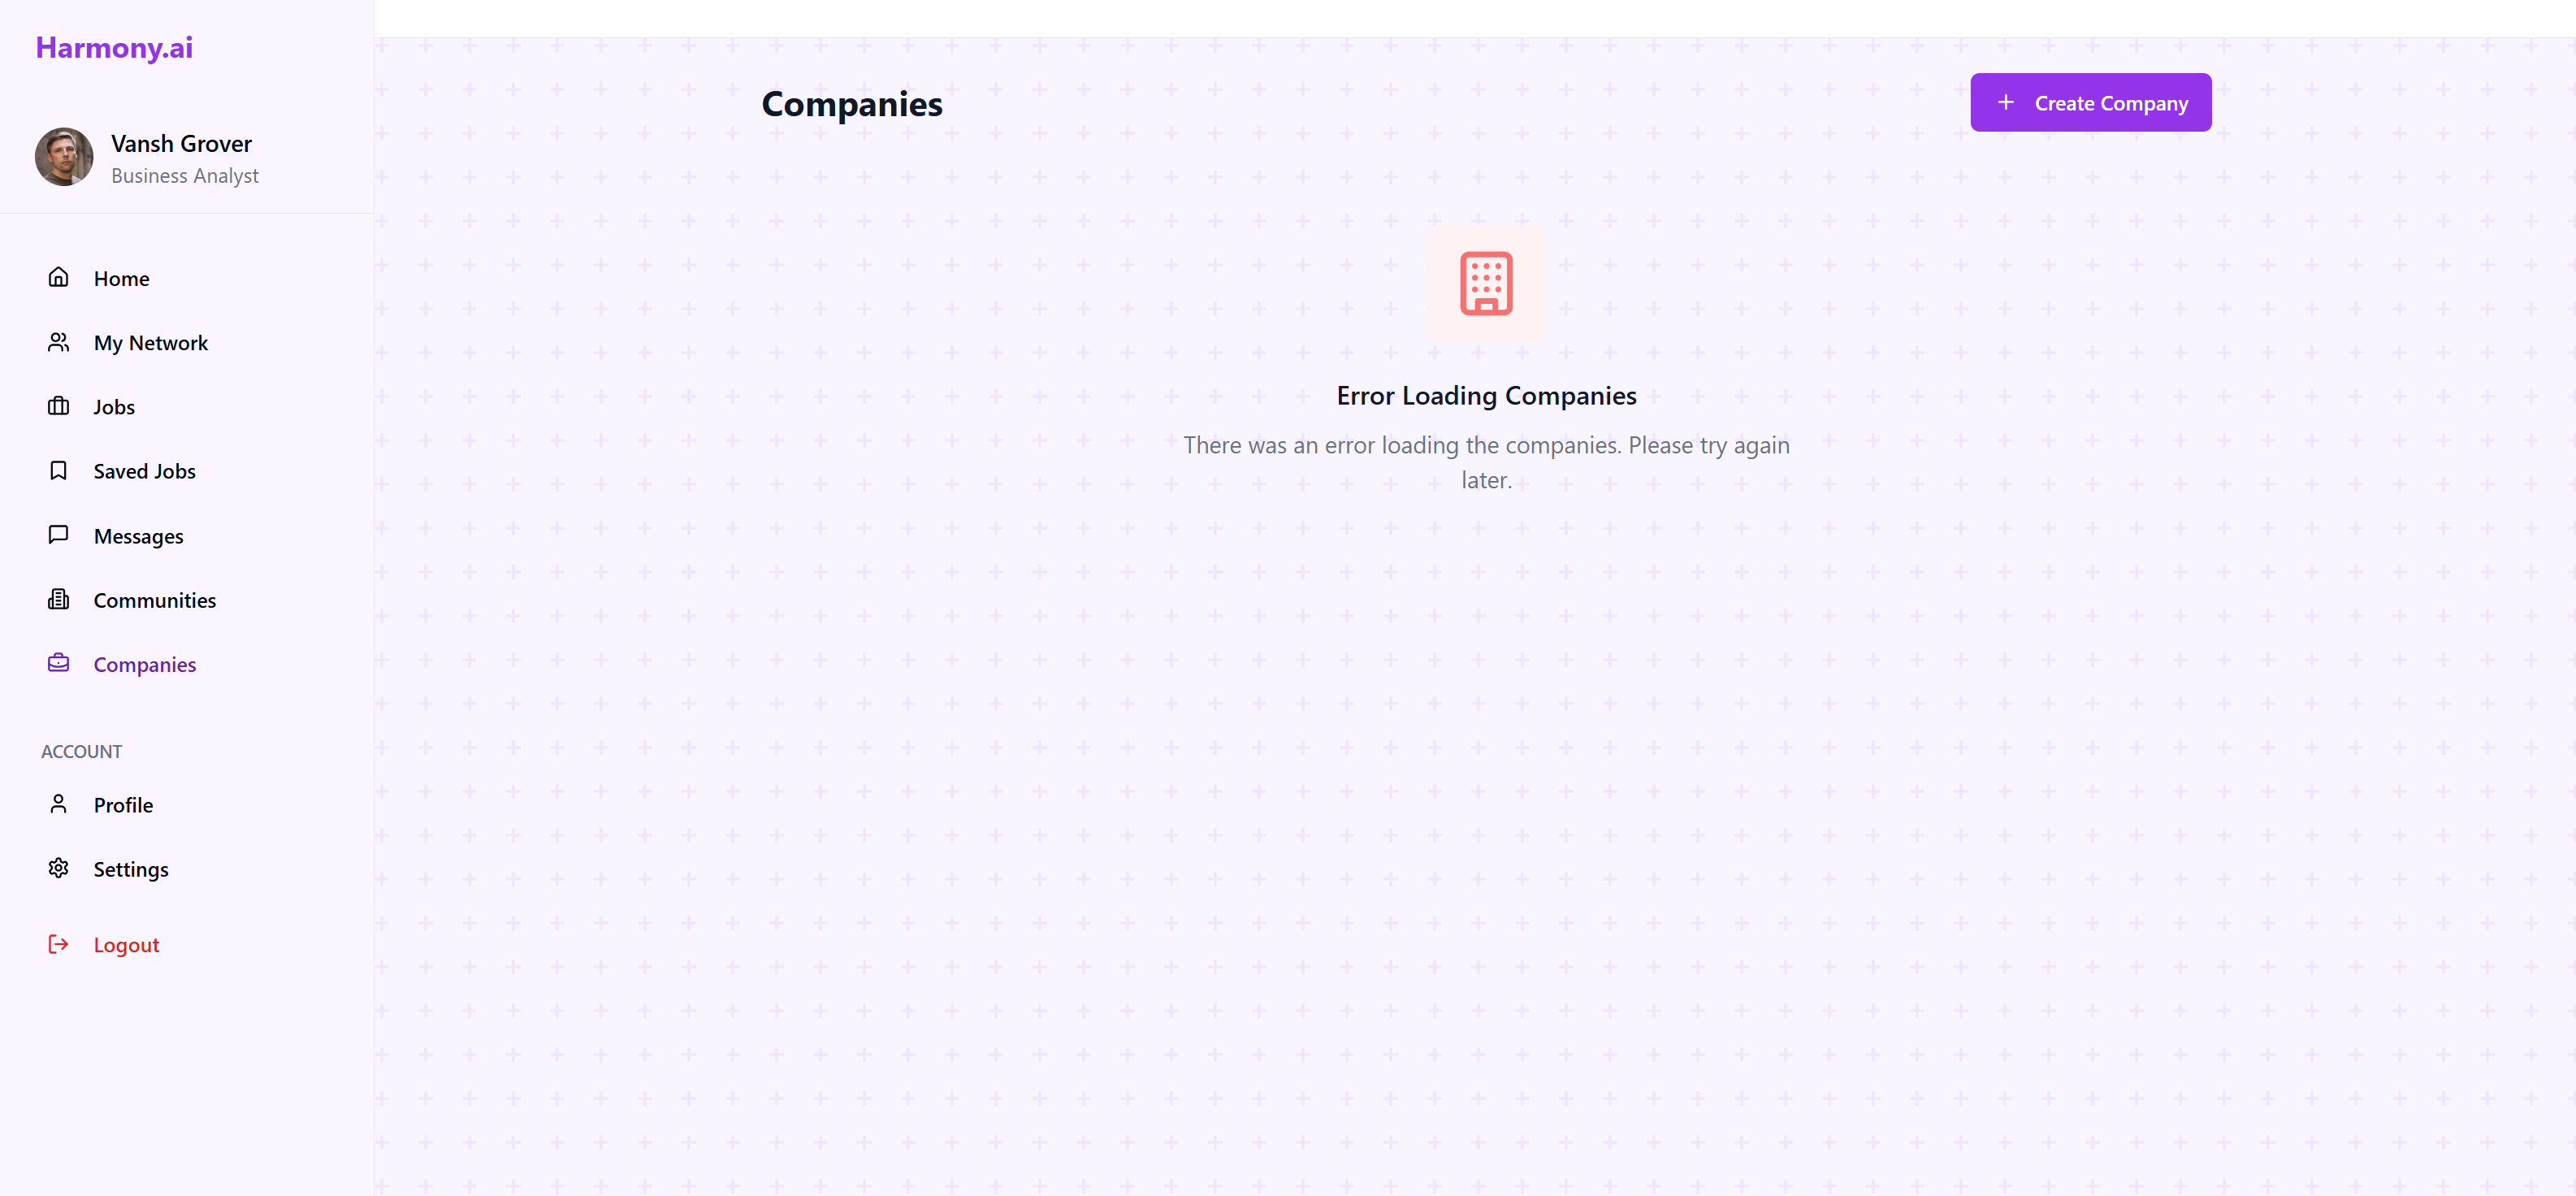 Harmony.ai
Vansh Grover
Business Analyst
Home
My Network
Jobs
Saved Jobs
Messages
Communities
Companies
ACCOUNT
Profile
Settings
Logout
Companies
Create Company
Error Loading Companies
There was an error loading the companies. Please try again
later.